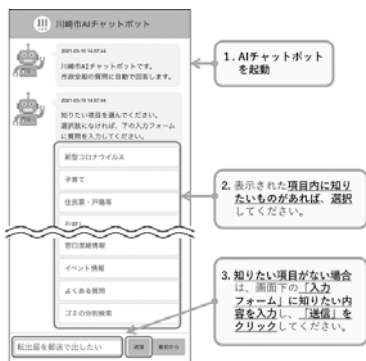 川崎市AIチャットボット
2021-03-10 14:07:44
川崎市AIチャットボットです。
市政全般の質問に自動で回答します。
2021-03-10 14:07:44
知りたい項目を選んでください。
選択肢になければ、下の入力フォーム
に質問を入力してください。
新型コロナウイルス
子育て
住民票・戸籍等
引越し
窓口混雑情報
イベント情報
よくある質問
ゴミの分別検索
転出届を郵送で出したい
送信
最初から
1. AIチャットボット
を起動
2. 表示された項目内に知り
たいものがあれば、選択
してください。
3. 知りたい項目がない場合
は、画面下の「入力
フォーム」に知りたい内
容を入力し、「送信」を
クリックしてください。